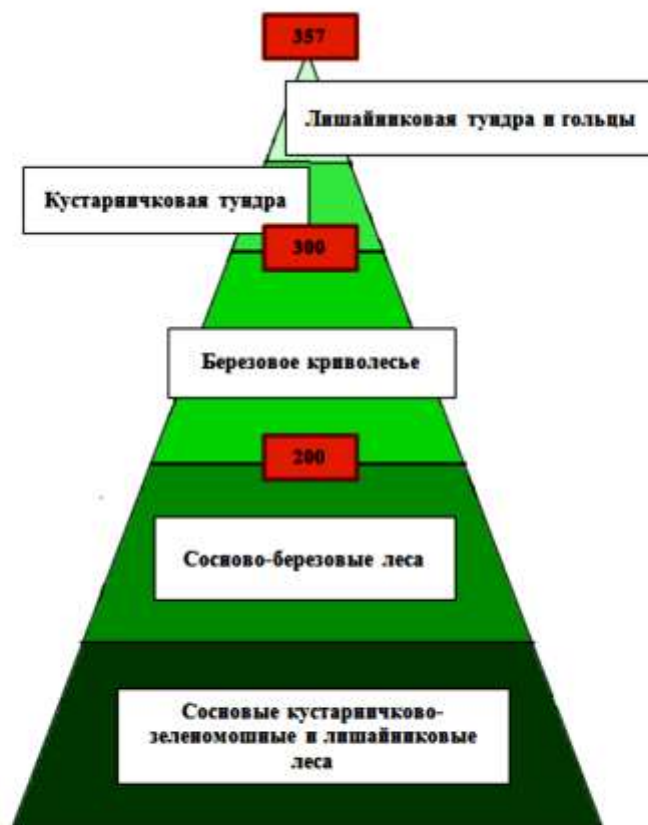 357
Лишайниковая тундра и гольцы
Кустарничковая тундра
300
Березовое криволесье
200
Сосново-березовые леса
Сосновые кустарничково-
зеленомошные и лишайниковые
леса